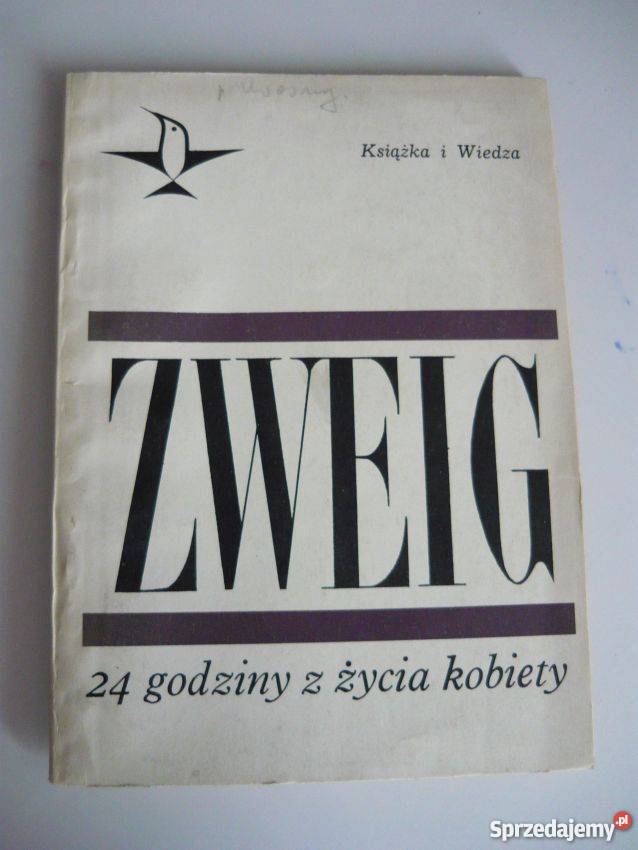 Książka i Wiedza
ZWEIG
24 godziny z życia kobiety
Sprzedajemy.pl